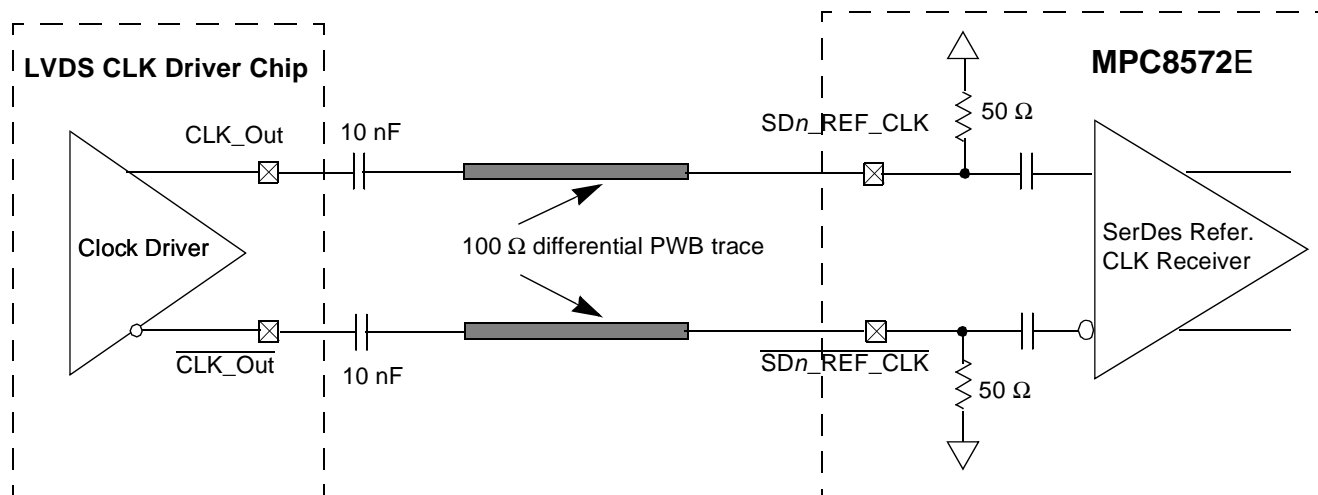 LVDS CLK Driver Chip
MPC8572E
CLK_Out
10 nF
SDn_REF_CLK
50 Ω
Clock Driver
100 Ω differential PWB trace
SerDes Refer.
CLK Receiver
CLK_Out
10 nF
SDn_REF_CLK
50 Ω